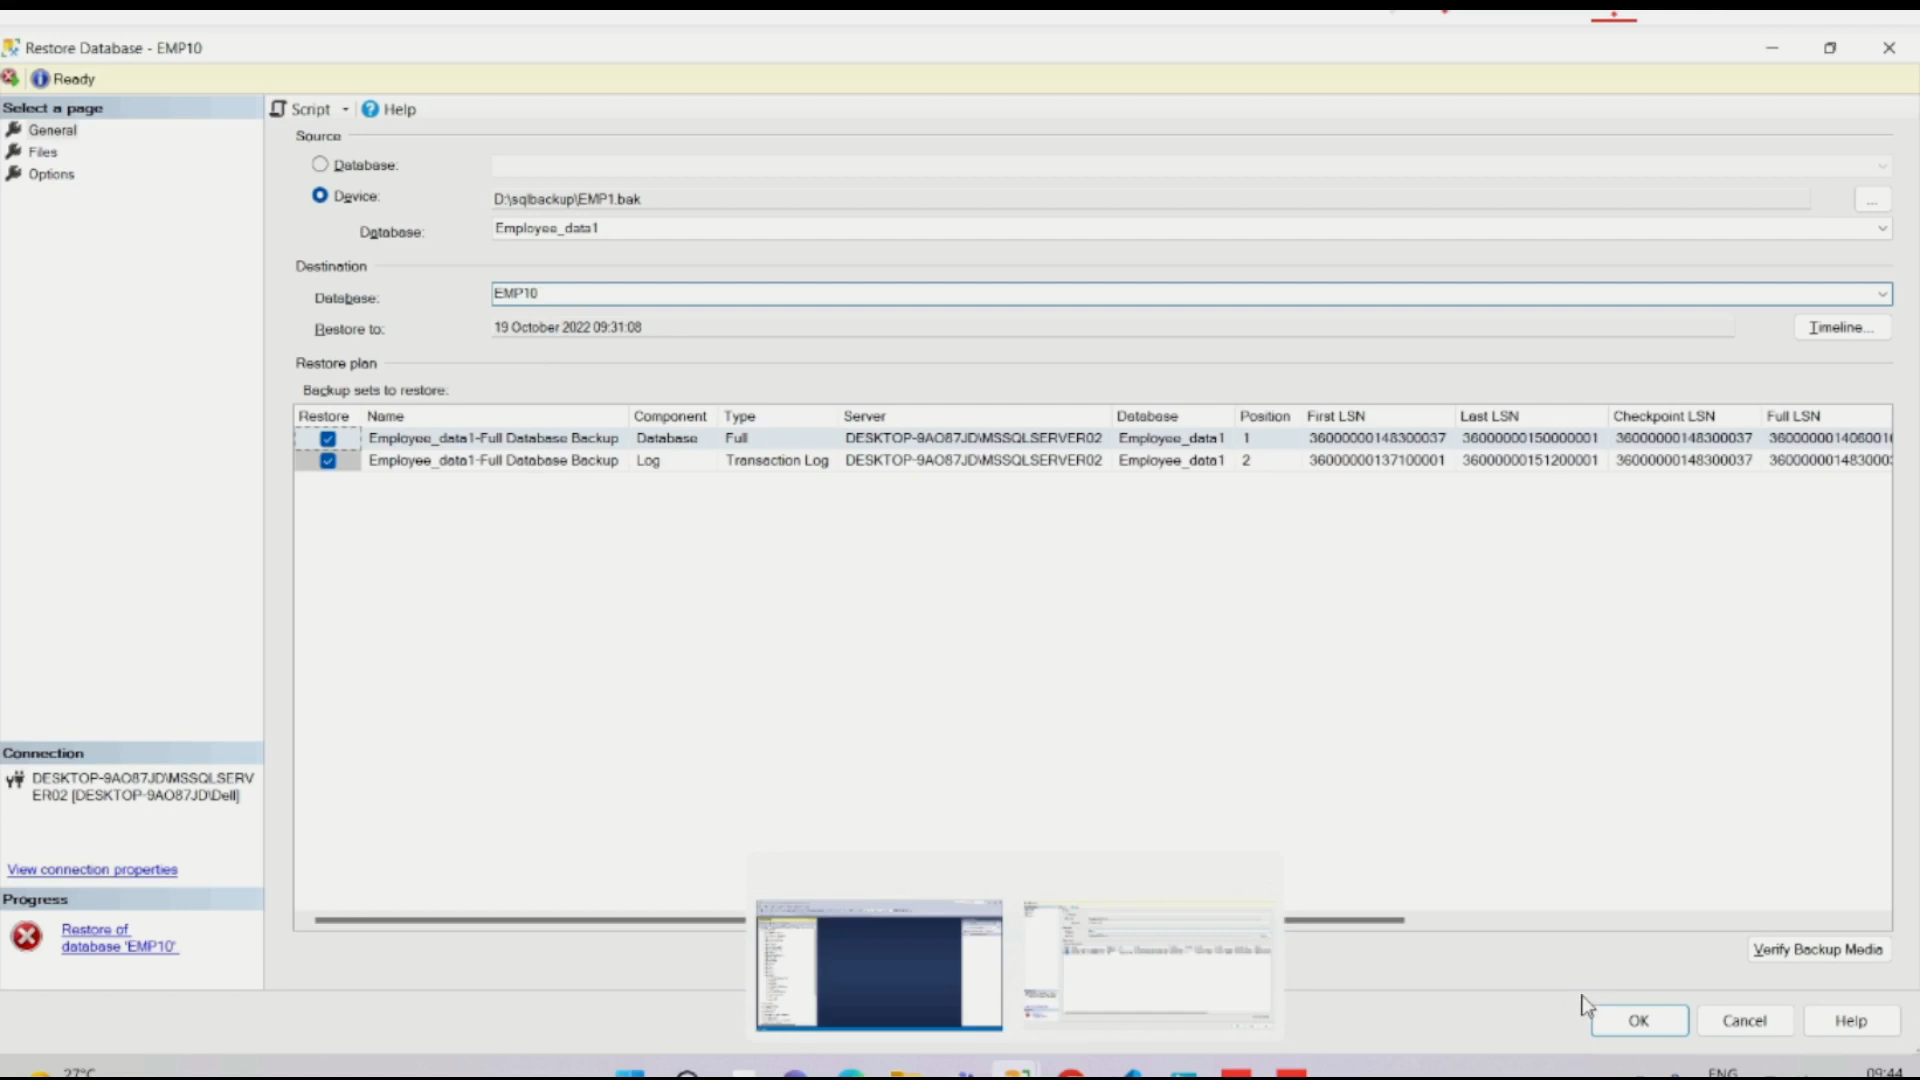 Restore Database - EMP10
Ready
Select a page
General
Files
Options
Script
Help
Source
Database:
Device:
D:\sqlbackup\EMP1.bak
...
Database:
Employee_data1
Destination
Database:
EMP10
Restore to:
19 October 2022 09:31:08
Timeline...
Restore plan
Backup sets to restore:
Restore Name Component Type Server Database Position First LSN Last LSN Checkpoint LSN Full LSN
Employee_data1-Full Database Backup Database Full DESKTOP-9AO87JD\MSSQLSERVER02 Employee_data1 1 36000000148300037 36000000150000001 36000000148300037
Employee_data1-Full Database Backup Log Transaction Log DESKTOP-9AO87JD\MSSQLSERVER02 Employee_data1 2 36000000137100001 36000000151200001 36000000148300037
Connection
DESKTOP-9AO87JD\MSSQLSERV
ER02 [DESKTOP-9AO87JD\Dell]
View connection properties
Progress
Restore of
database 'EMP10'
Verify Backup Media
OK
Cancel
Help
27°C
ENG
09:44